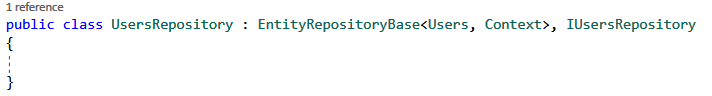 1 reference
public class UsersRepository : EntityRepositoryBase<Users, Context>, IUsersRepository
{
}